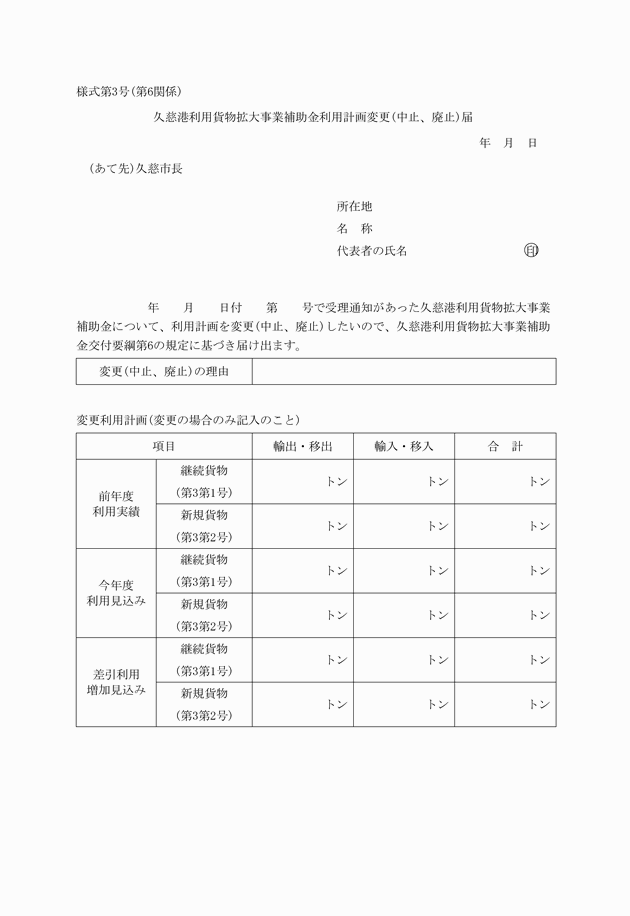 様式第3号(第6関係)
久慈港利用貨物拡大事業補助金利用計画変更(中止、廃止)届
年　月　日
(あて先)久慈市長
所在地
名　称
代表者の氏名　㊞
年　　月　　日付　　第　　号で受理通知があった久慈港利用貨物拡大事業
補助金について、利用計画を変更(中止、廃止)したいので、久慈港利用貨物拡大事業補助
金交付要綱第6の規定に基づき届け出ます。
変更(中止、廃止)の理由
変更利用計画(変更の場合のみ記入のこと)
項目　輸出・移出　輸入・移入　合　計
前年度
利用実績
継続貨物
(第3第1号)
トン　トン　トン
新規貨物
(第3第2号)
トン　トン　トン
今年度
利用見込み
継続貨物
(第3第1号)
トン　トン　トン
新規貨物
(第3第2号)
トン　トン　トン
差引利用
増加見込み
継続貨物
(第3第1号)
トン　トン　トン
新規貨物
(第3第2号)
トン　トン　トン